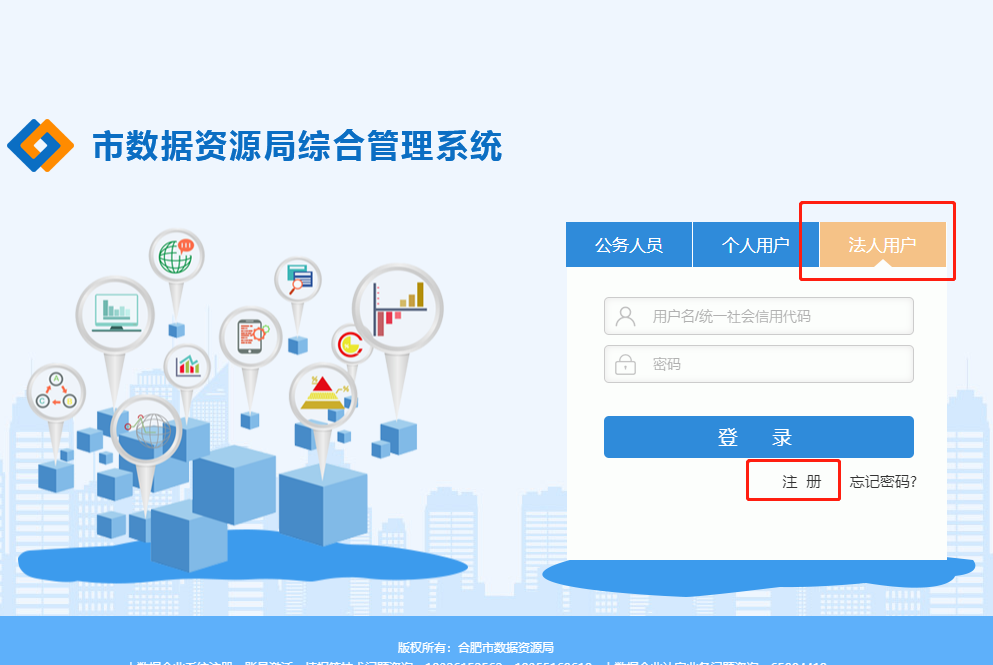 市数据资源局综合管理系统
公务人员 个人用户 法人用户
用户名/统一社会信用代码
密码
登 录
注 册 忘记密码?
A
C B
版权所有：合肥市数据资源局